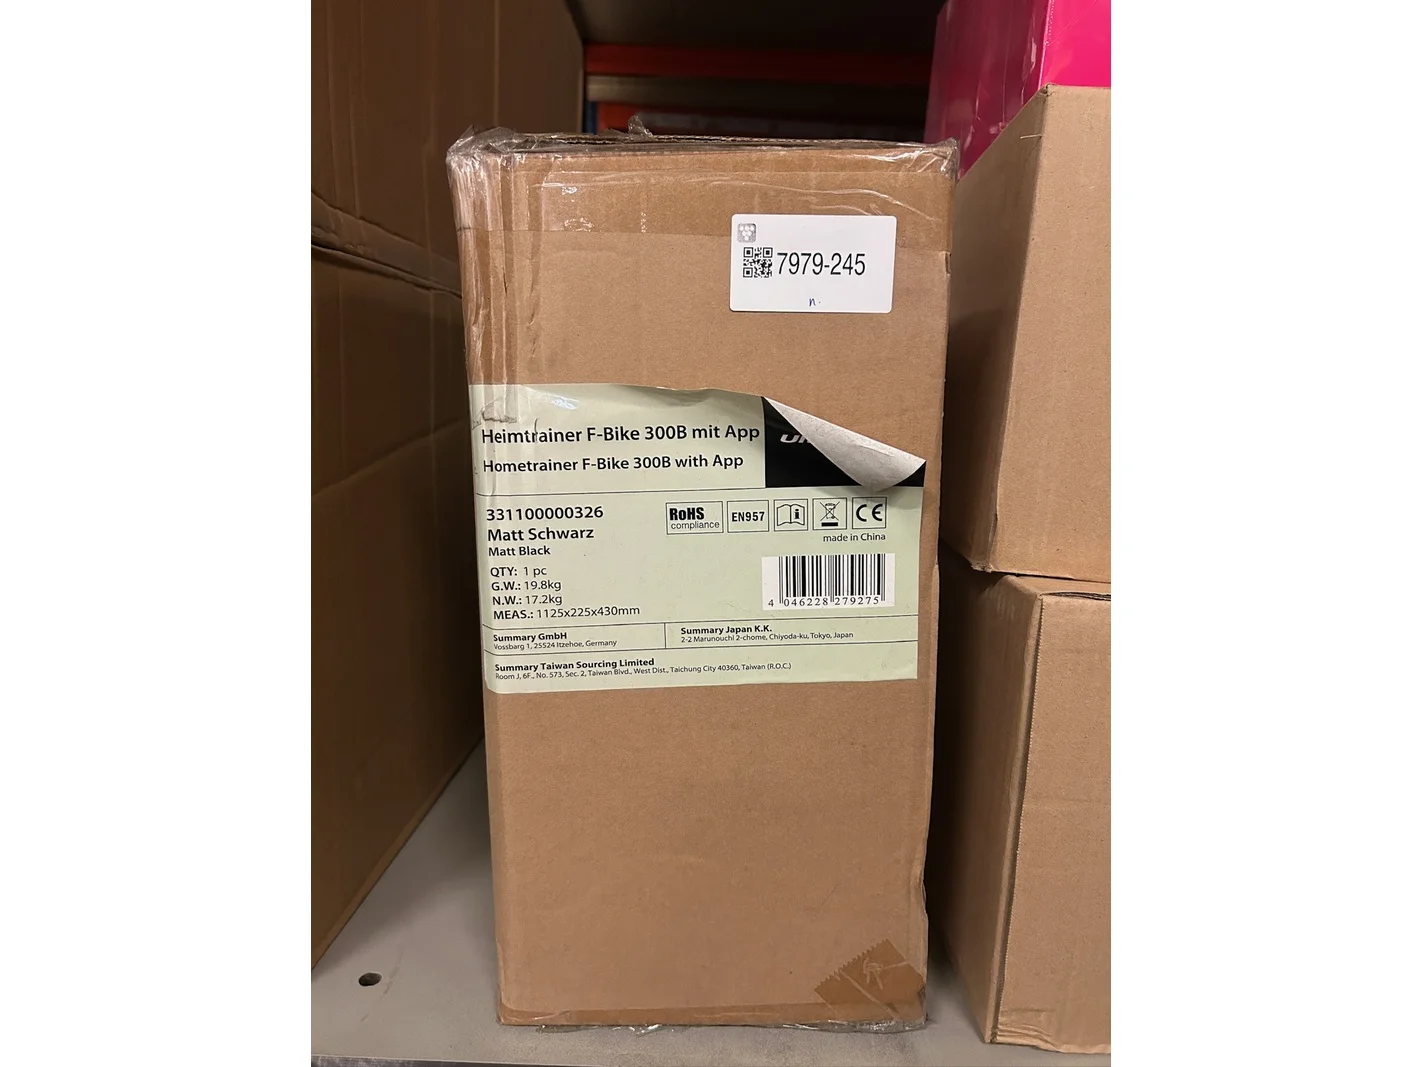 7979-245
n.
Heimtrainer F-Bike 300B mit App
Hometrainer F-Bike 300B with App
331100000326
Matt Schwarz
Matt Black
RoHS
compliance
EN957
CE
made in China
QTY: 1 pc
G.W.: 19.8kg
N.W.: 17.2kg
MEAS.: 1125x225x430mm
4 046228 279275
Summary GmbH
Vossbarg 1, 25524 Itzehoe, Germany
Summary Japan K.K.
2-2 Marunouchi 2-chome, Chiyoda-ku, Tokyo, Japan
Summary Taiwan Sourcing Limited
Room J, 6F., No. 573, Sec. 2, Taiwan Blvd., West Dist., Taichung City 40360, Taiwan (R.O.C.)